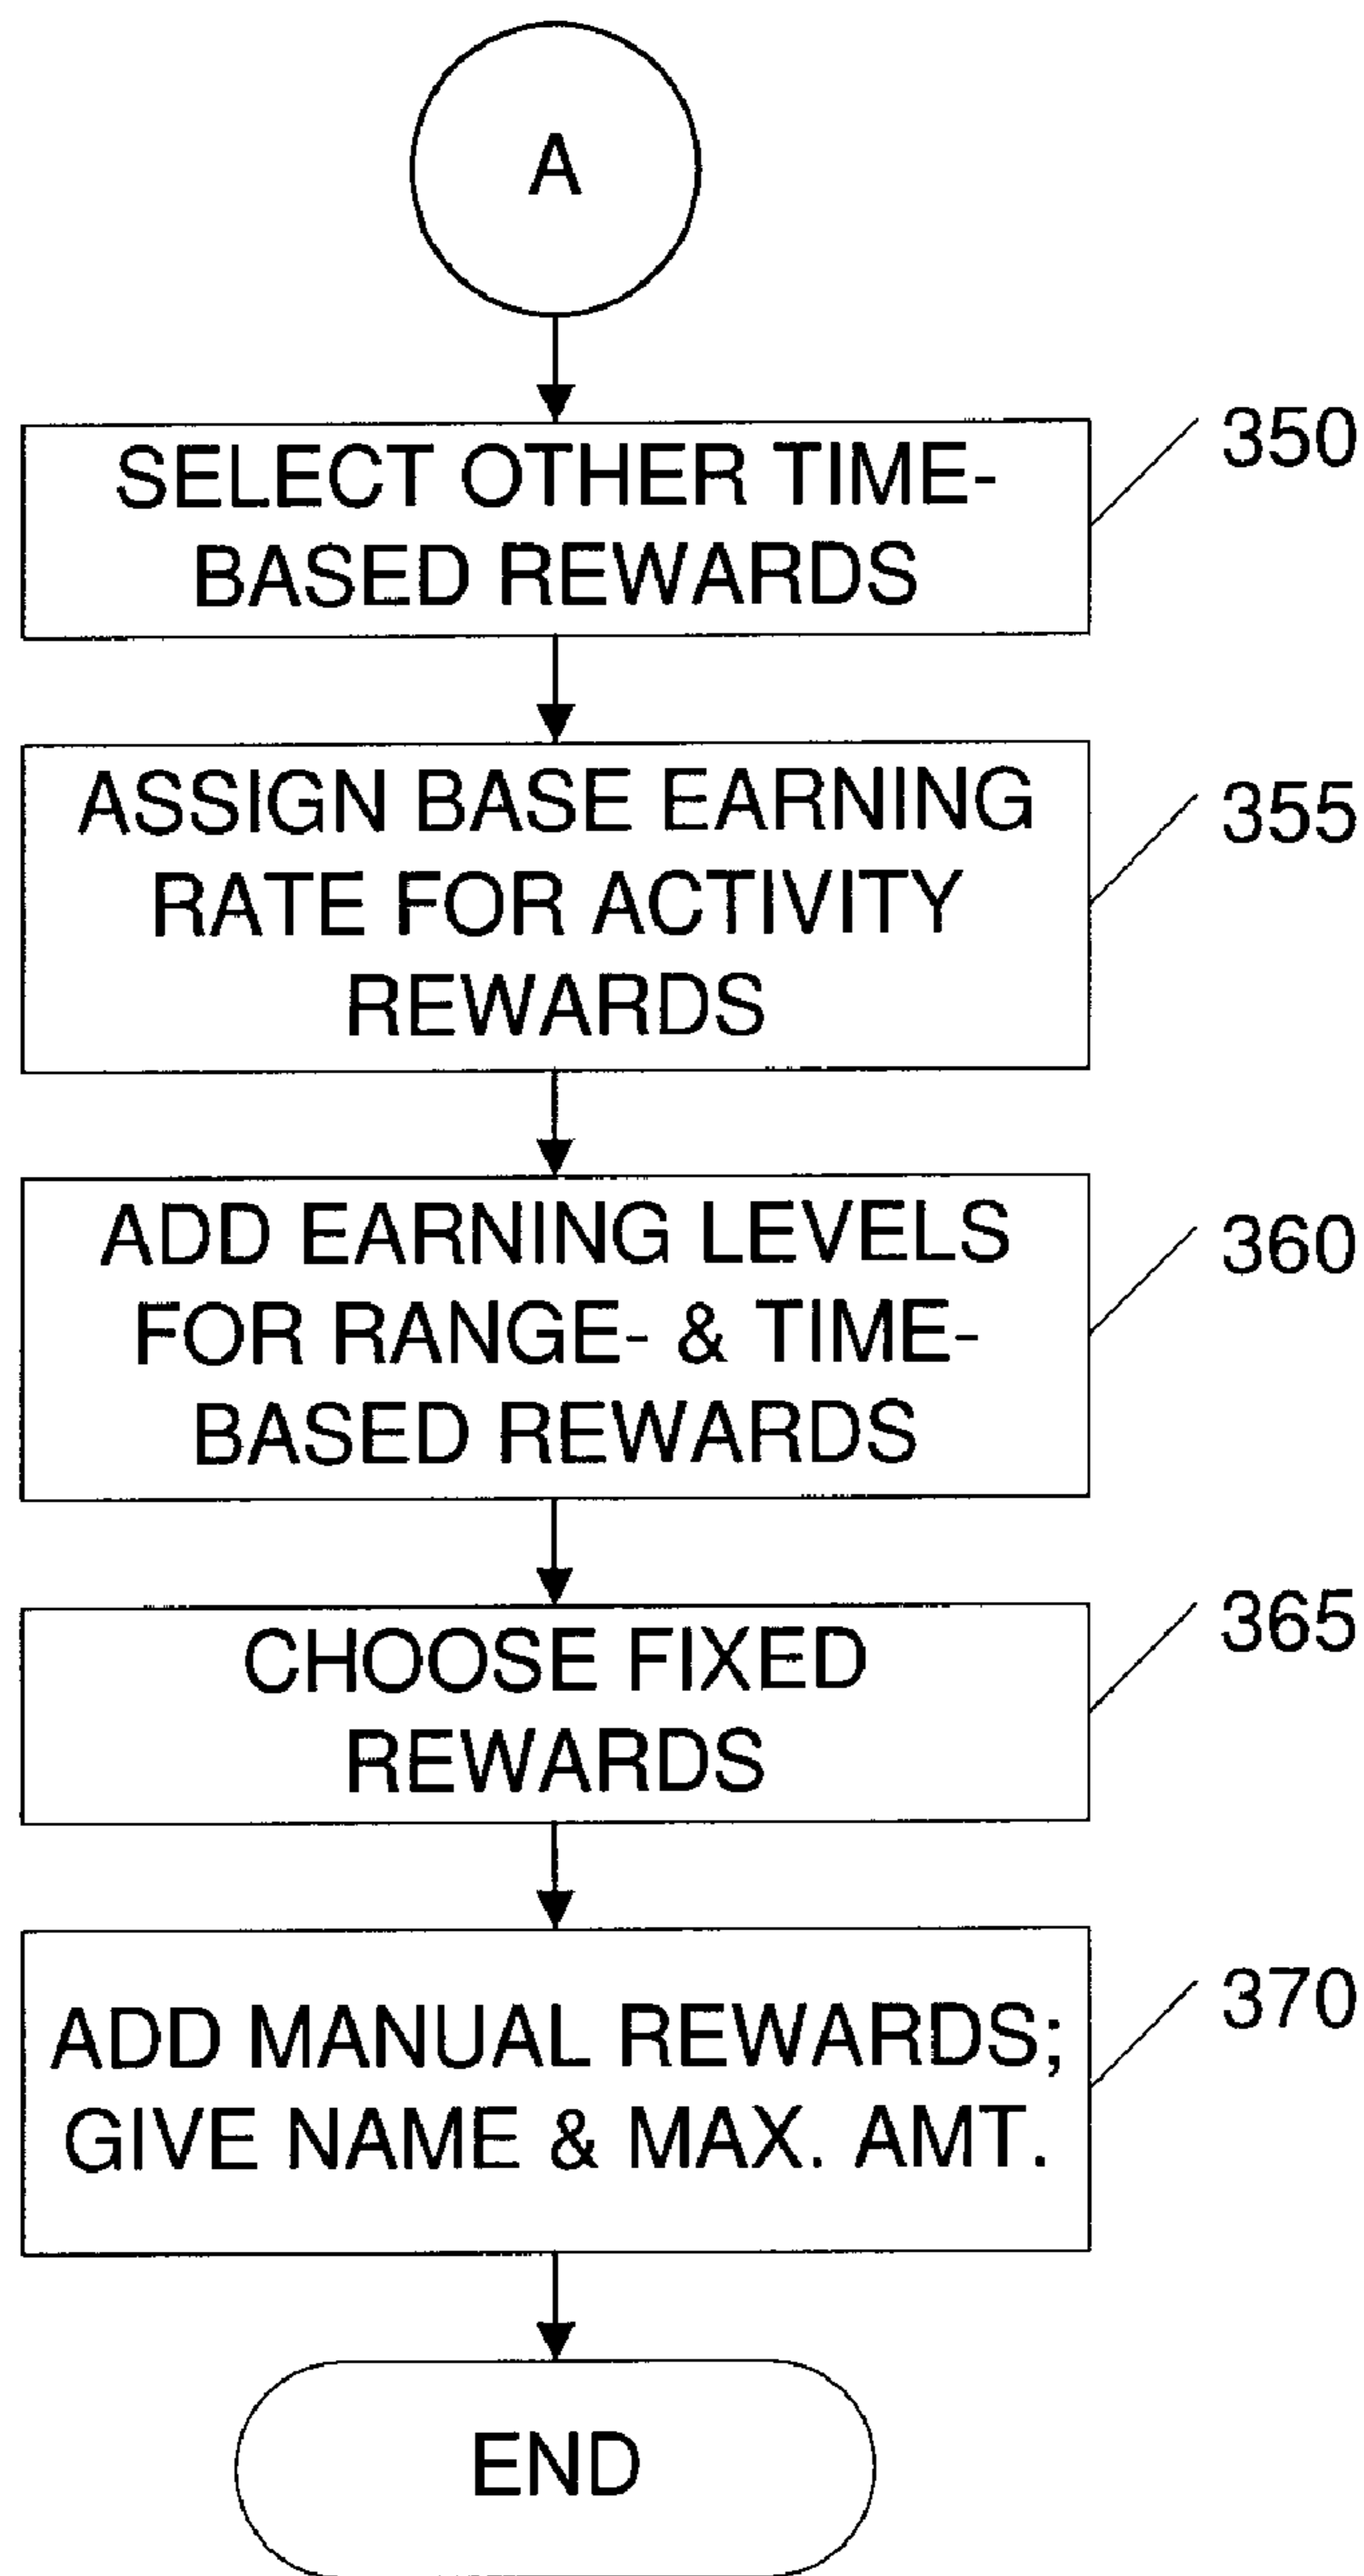 A
SELECT OTHER TIME-
BASED REWARDS
350
ASSIGN BASE EARNING
RATE FOR ACTIVITY
REWARDS
355
ADD EARNING LEVELS
FOR RANGE- & TIME-
BASED REWARDS
360
CHOOSE FIXED
REWARDS
365
ADD MANUAL REWARDS;
GIVE NAME & MAX. AMT.
370
END